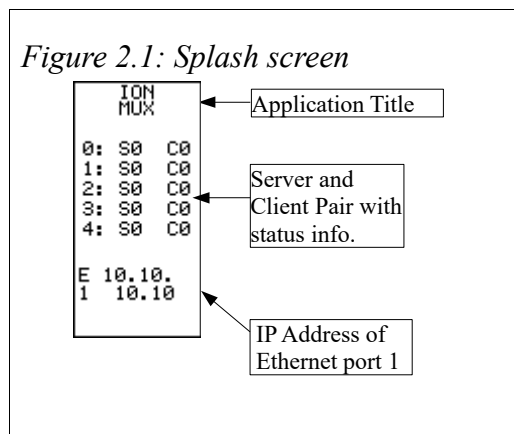 Figure 2.1: Splash screen
ION
MUX
Application Title
0: S0 C0
1: S0 C0
2: S0 C0
3: S0 C0
4: S0 C0
Server and
Client Pair with
status info.
E 10.10.
1 10.10
IP Address of
Ethernet port 1